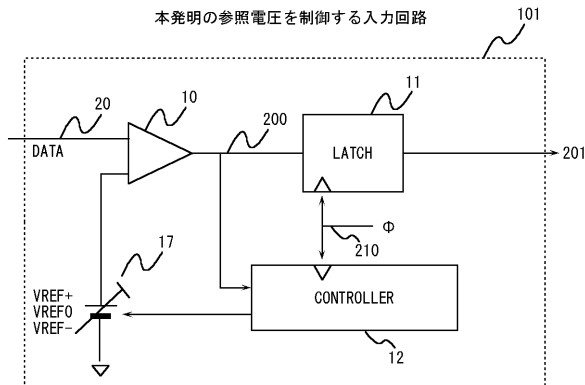 本発明の参照電圧を制御する入力回路
101
20
10
200
11
DATA
LATCH
201
Φ
210
17
VREF+
VREF0
VREF-
CONTROLLER
12